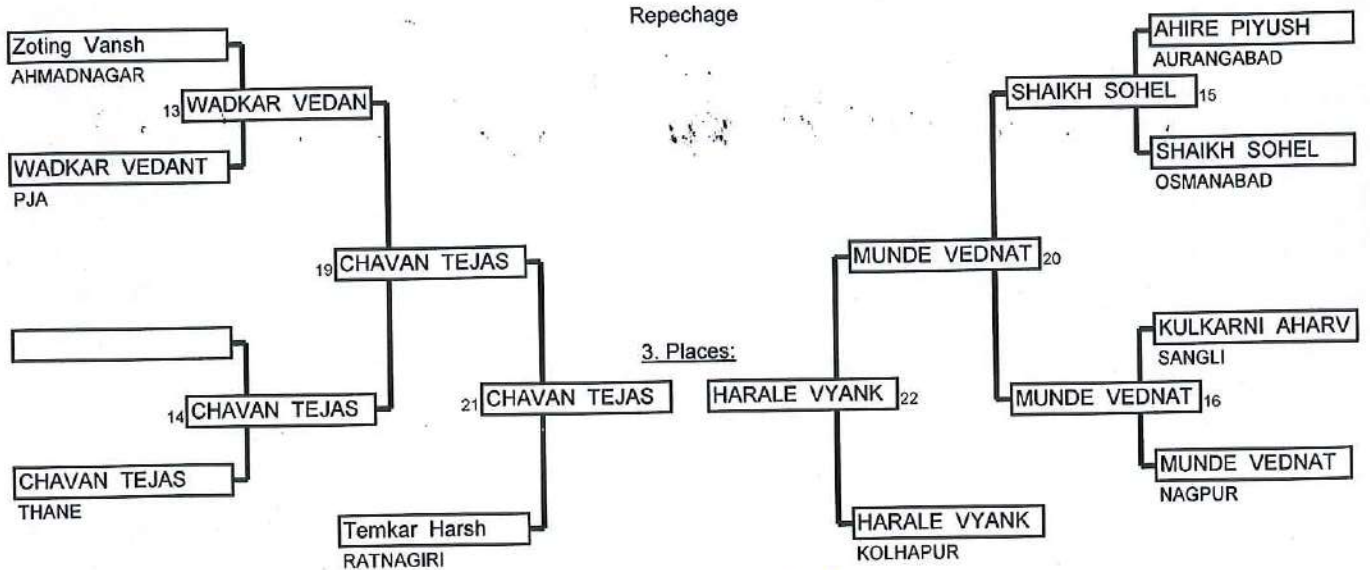 Repechage
Zoting Vansh
AHMADNAGAR
13 WADKAR VEDAN
WADKAR VEDANT
PJA
19 CHAVAN TEJAS
14 CHAVAN TEJAS
CHAVAN TEJAS
THANE
21 CHAVAN TEJAS
Temkar Harsh
RATNAGIRI
3. Places:
AHIRE PIYUSH
AURANGABAD
SHAIKH SOHEL 15
SHAIKH SOHEL
OSMANABAD
MUNDE VEDNAT 20
KULKARNI AHARV
SANGLI
MUNDE VEDNAT 16
MUNDE VEDNAT
NAGPUR
HARALE VYANK 22
HARALE VYANK
KOLHAPUR